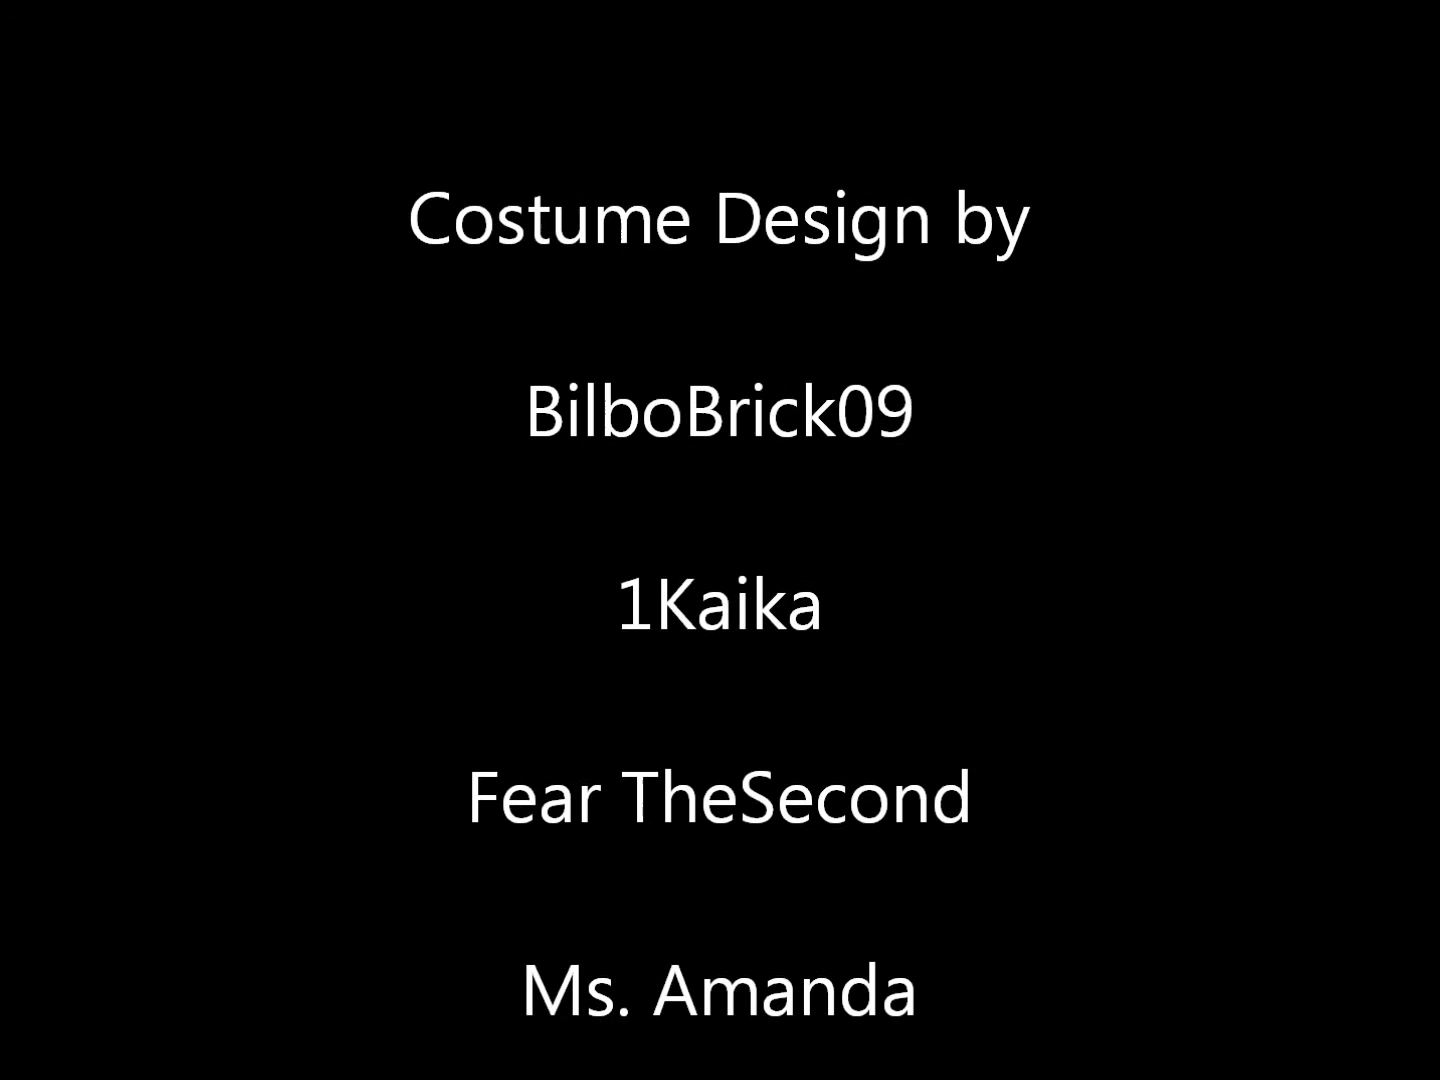 Costume Design by
BilboBrick09
1Kaika
Fear TheSecond
Ms. Amanda